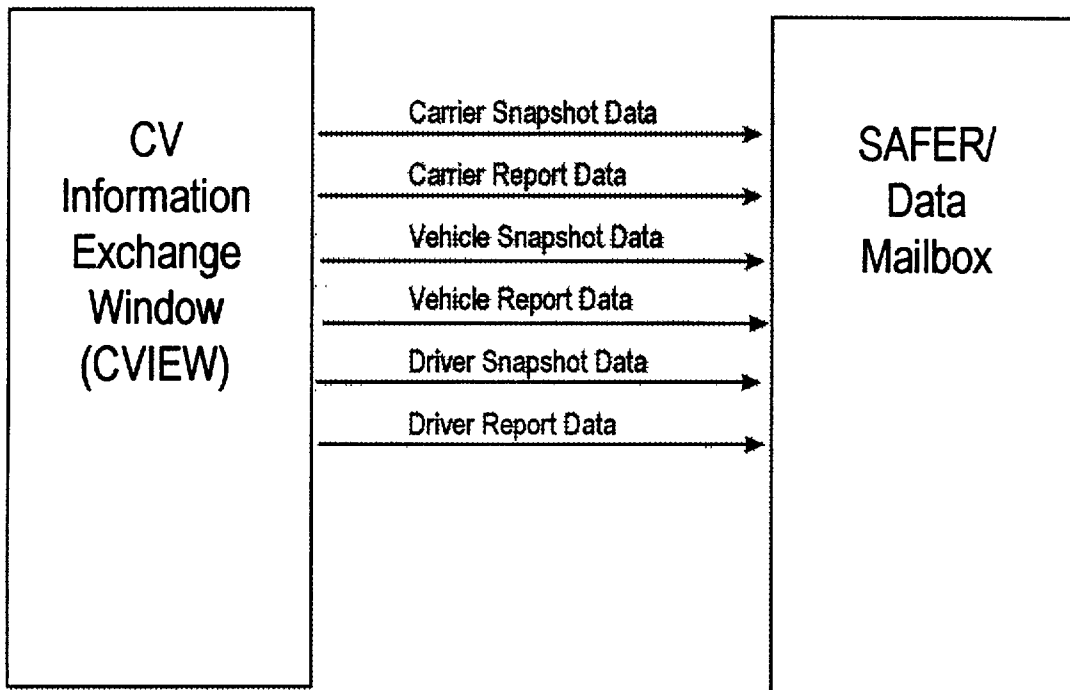 CV
Information
Exchange
Window
(CVIEW)
Carrier Snapshot Data
Carrier Report Data
Vehicle Snapshot Data
Vehicle Report Data
Driver Snapshot Data
Driver Report Data
SAFER/
Data
Mailbox